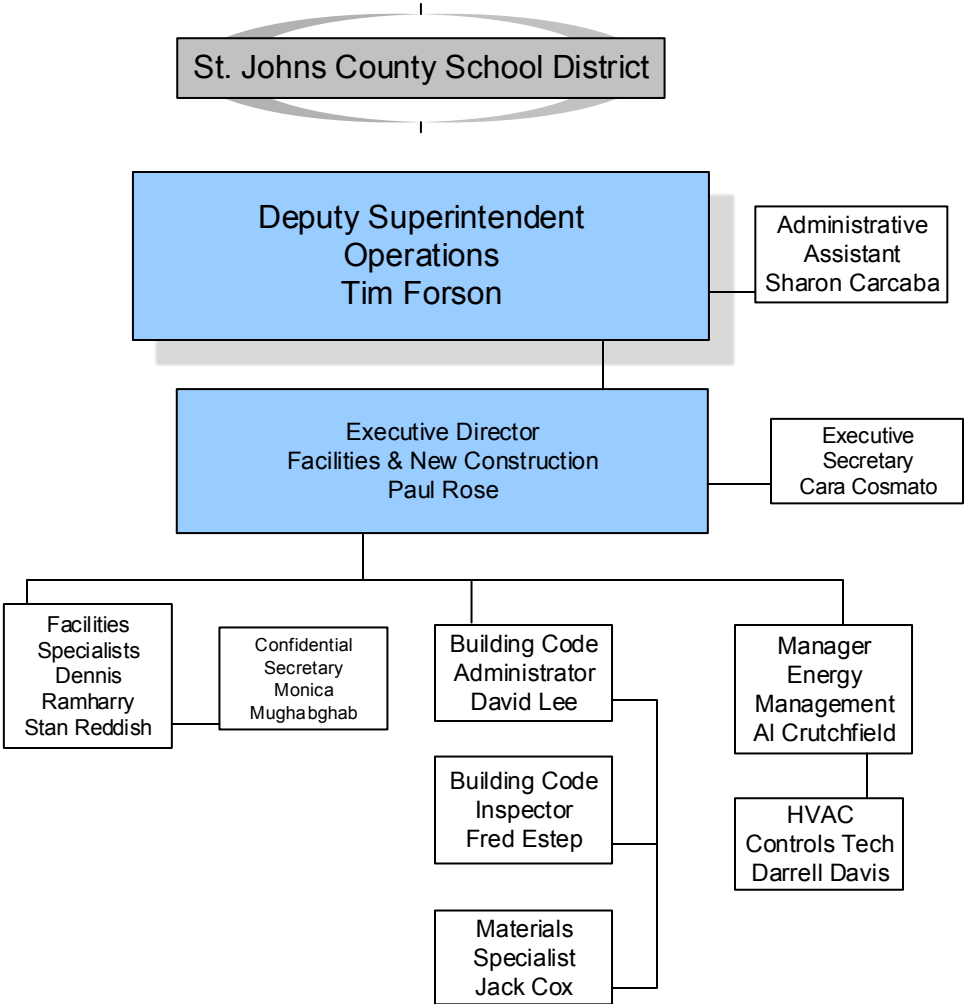 St. Johns County School District
Deputy Superintendent
Operations
Tim Forson
Administrative
Assistant
Sharon Carcaba
Executive Director
Facilities & New Construction
Paul Rose
Executive
Secretary
Cara Cosmato
Facilities
Specialists
Dennis
Ramharry
Stan Reddish
Confidential
Secretary
Monica
Mughabghab
Building Code
Administrator
David Lee
Manager
Energy
Management
Al Crutchfield
Building Code
Inspector
Fred Estep
HVAC
Controls Tech
Darrell Davis
Materials
Specialist
Jack Cox